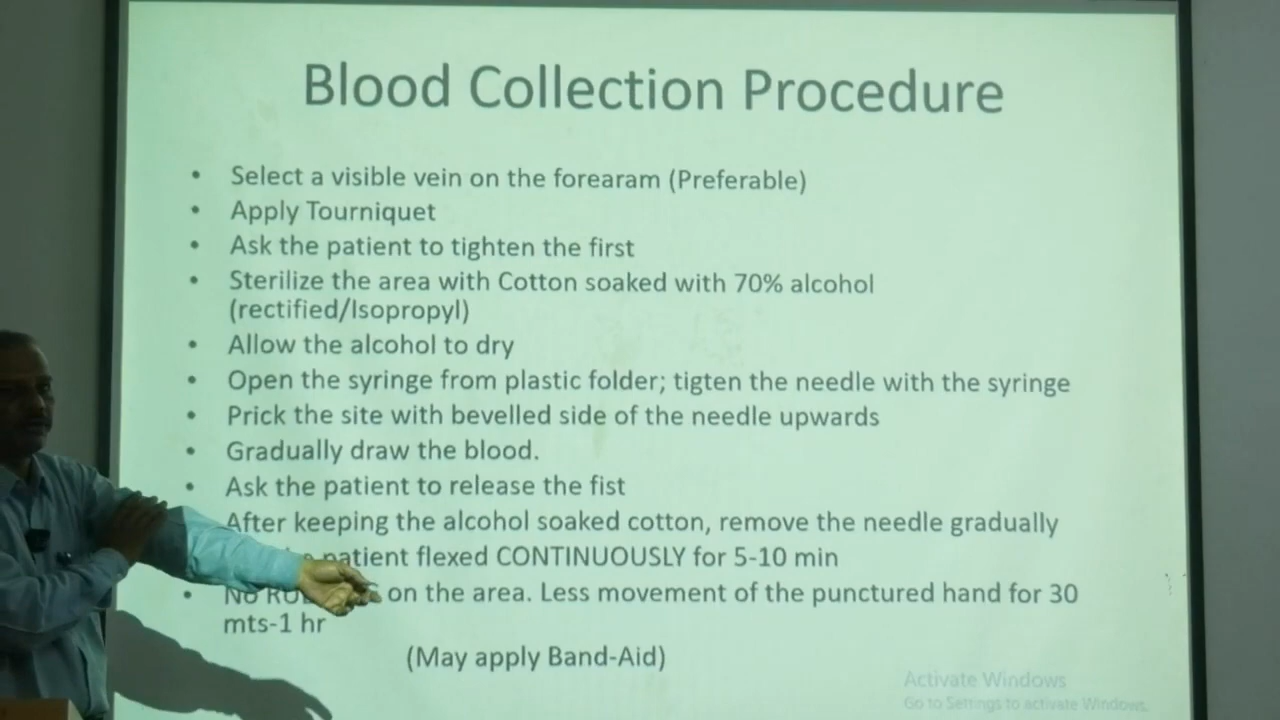 Blood Collection Procedure
• Select a visible vein on the forearam (Preferable)
• Apply Tourniquet
• Ask the patient to tighten the first
• Sterilize the area with Cotton soaked with 70% alcohol
(rectified/Isopropyl)
• Allow the alcohol to dry
• Open the syringe from plastic folder; tigten the needle with the syringe
• Prick the site with bevelled side of the needle upwards
• Gradually draw the blood.
• Ask the patient to release the fist
After keeping the alcohol soaked cotton, remove the needle gradually
patient flexed CONTINUOUSLY for 5-10 min
• No on the area. Less movement of the punctured hand for 30
mts-1 hr
(May apply Band-Aid)
Activate Windows
Go to Settings to activate Windows.